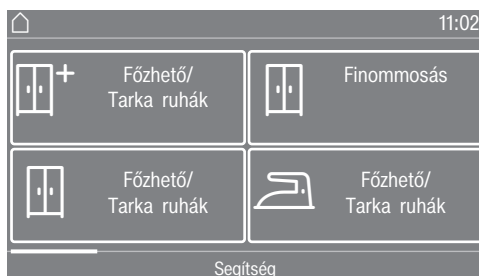 11:02
Főzhető/
Tarka ruhák
Finommosás
Főzhető/
Tarka ruhák
Főzhető/
Tarka ruhák
Segítség